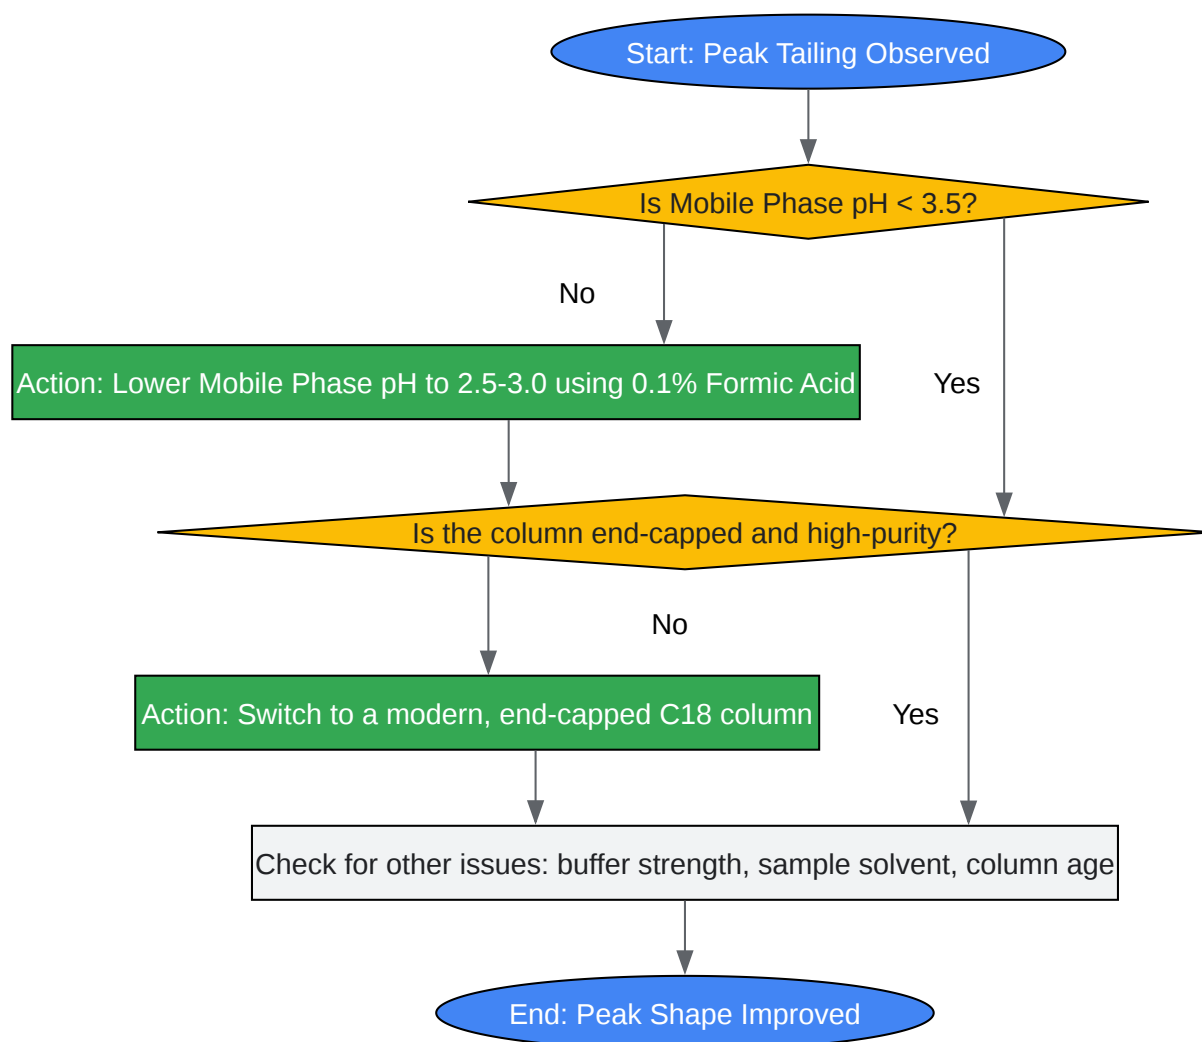 Start: Peak Tailing Observed
Is Mobile Phase pH < 3.5?
No
Action: Lower Mobile Phase pH to 2.5-3.0 using 0.1% Formic Acid
Yes
Is the column end-capped and high-purity?
No
Action: Switch to a modern, end-capped C18 column
Yes
Check for other issues: buffer strength, sample solvent, column age
End: Peak Shape Improved